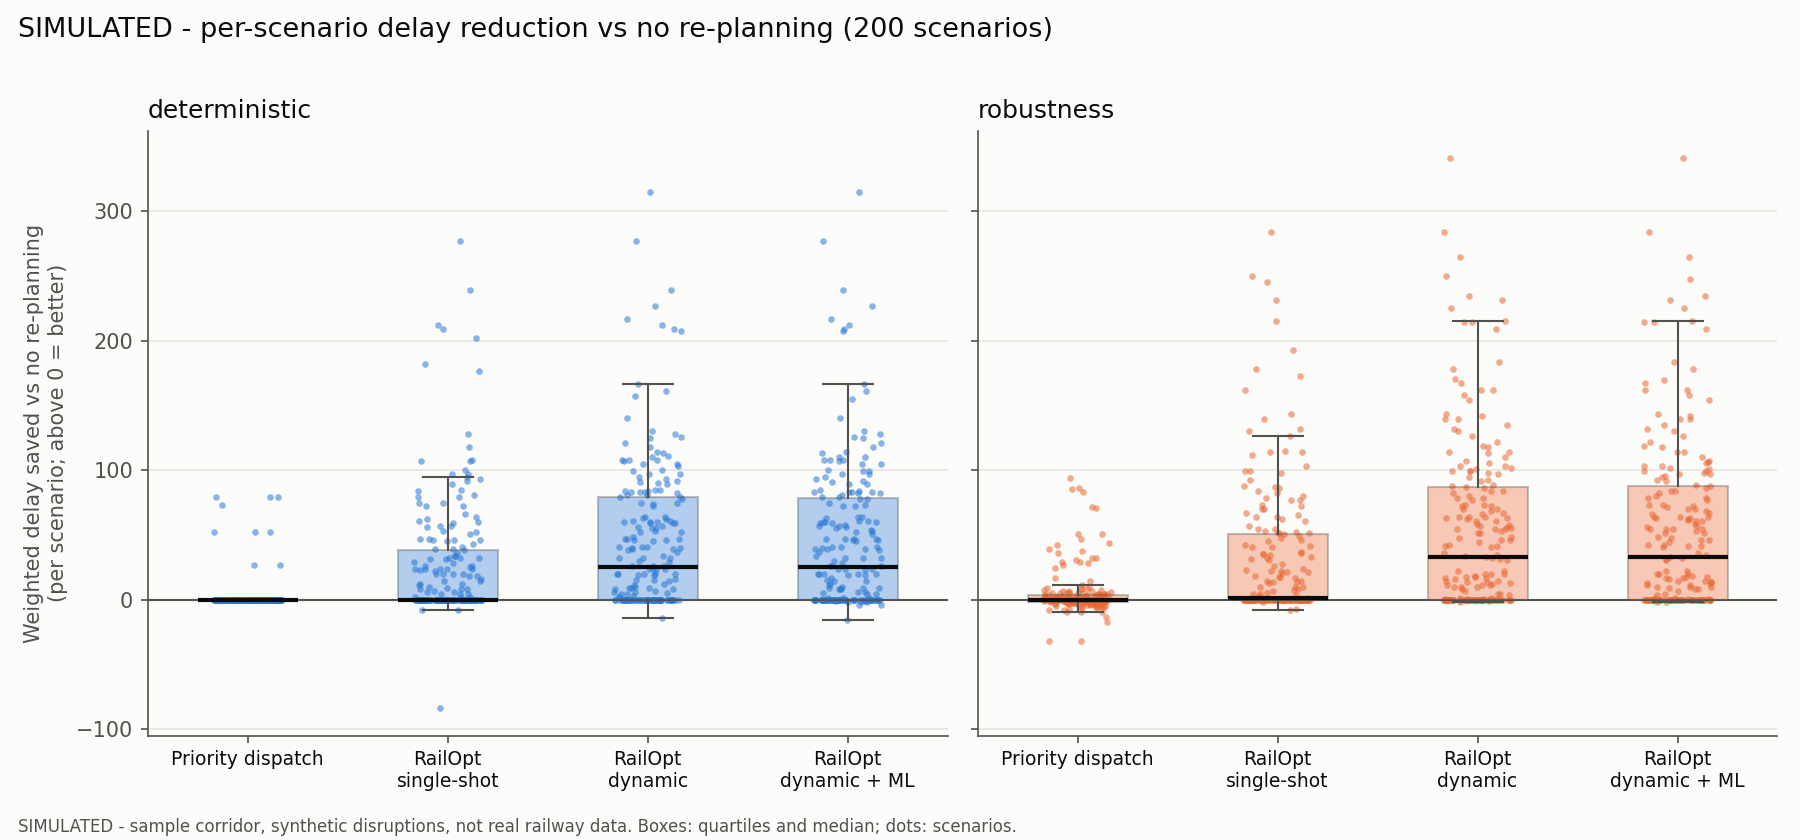 SIMULATED - per-scenario delay reduction vs no re-planning (200 scenarios)
deterministic
robustness
Weighted delay saved vs no re-planning
(per scenario; above 0 = better)
300
200
100
0
−100
Priority dispatch
RailOpt
single-shot
RailOpt
dynamic
RailOpt
dynamic + ML
Priority dispatch
RailOpt
single-shot
RailOpt
dynamic
RailOpt
dynamic + ML
SIMULATED - sample corridor, synthetic disruptions, not real railway data. Boxes: quartiles and median; dots: scenarios.